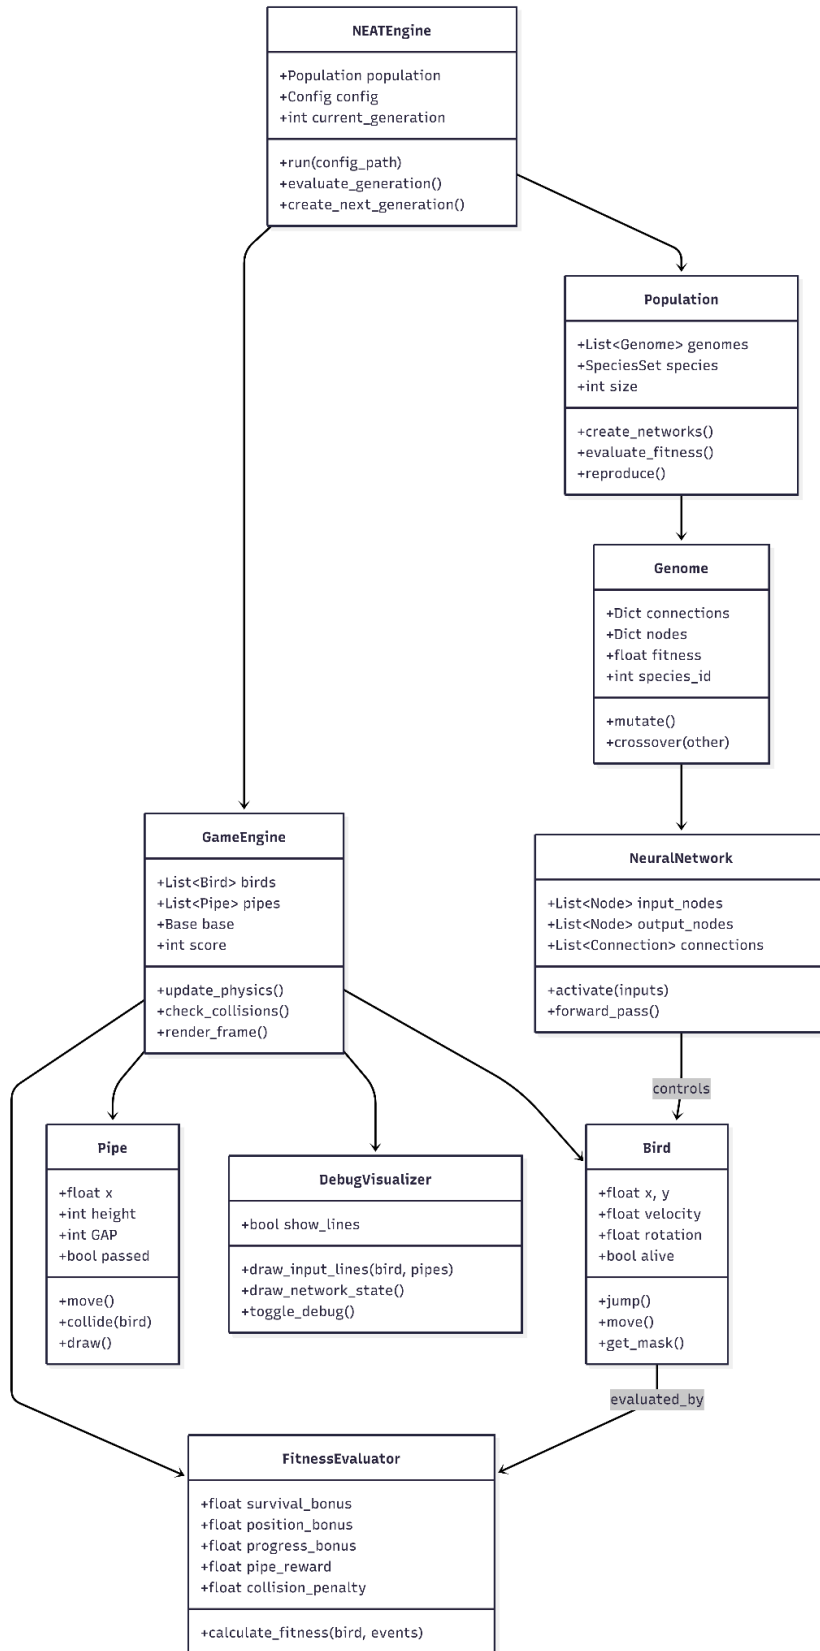 NEATEngine
+Population population
+Config config
+int current_generation
+run(config_path)
+evaluate_generation()
+create_next_generation()
Population
+List<Genome> genomes
+SpeciesSet species
+int size
+create_networks()
+evaluate_fitness()
+reproduce()
Genome
+Dict connections
+Dict nodes
+float fitness
+int species_id
+mutate()
+crossover(other)
GameEngine
+List<Bird> birds
+List<Pipe> pipes
+Base base
+int score
+update_physics()
+check_collisions()
+render_frame()
NeuralNetwork
+List<Node> input_nodes
+List<Node> output_nodes
+List<Connection> connections
+activate(inputs)
+forward_pass()
controls
Pipe
+float x
+int height
+int GAP
+bool passed
+move()
+collide(bird)
+draw()
DebugVisualizer
+bool show_lines
+draw_input_lines(bird, pipes)
+draw_network_state()
+toggle_debug()
Bird
+float x, y
+float velocity
+float rotation
+bool alive
+jump()
+move()
+get_mask()
evaluated_by
FitnessEvaluator
+float survival_bonus
+float position_bonus
+float progress_bonus
+float pipe_reward
+float collision_penalty
+calculate_fitness(bird, events)